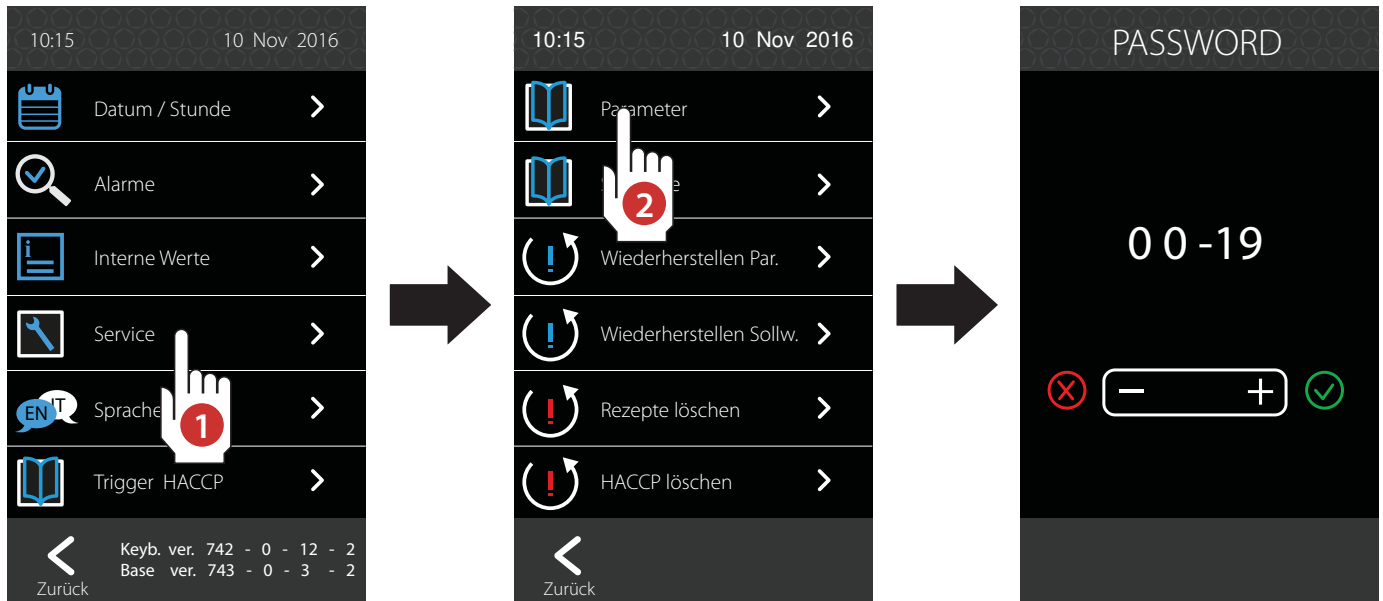 10:15 10 Nov 2016
Datum / Stunde
Alarme
i
Interne Werte
Service
EN IT
Sprache
1
Trigger HACCP
Zurück
Keyb. ver. 742 - 0 - 12 - 2
Base ver. 743 - 0 - 3 - 2
10:15 10 Nov 2016
Parameter
2
Wiederherstellen Par.
Wiederherstellen Sollw.
Rezepte löschen
HACCP löschen
Zurück
PASSWORD
0 0 -19
− +